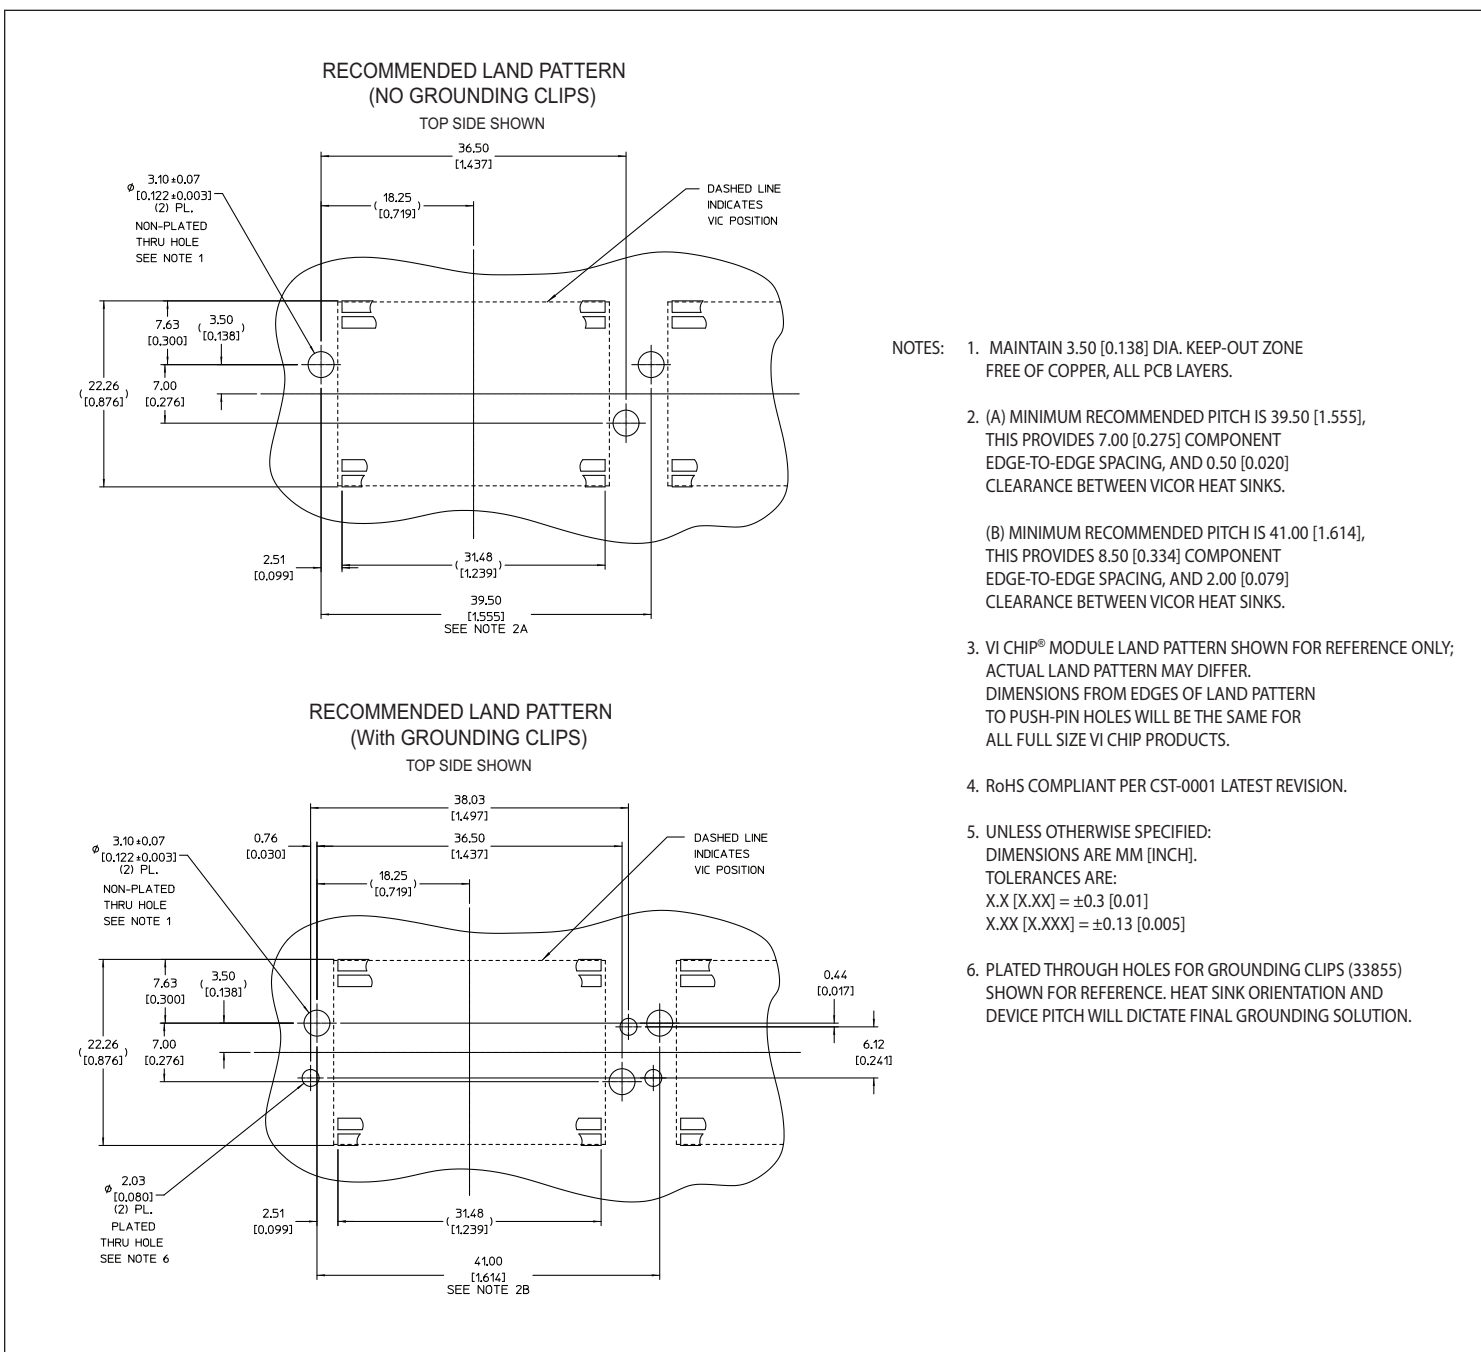 RECOMMENDED LAND PATTERN
(NO GROUNDING CLIPS)
TOP SIDE SHOWN
36.50
[1.437]
18.25
[0.719]
ø 3.10 ±0.07
[0.122 ±0.003]
(2) PL.
NON-PLATED
THRU HOLE
SEE NOTE 1
DASHED LINE
INDICATES
VIC POSITION
7.63
[0.300]
( 3.50 )
[0.138]
( 22.26 )
[0.876]
7.00
[0.276]
2.51
[0.099]
( 31.48 )
[1.239]
39.50
[1.555]
SEE NOTE 2A
RECOMMENDED LAND PATTERN
(With GROUNDING CLIPS)
TOP SIDE SHOWN
38.03
[1.497]
0.76
[0.030]
36.50
[1.437]
( 18.25 )
[0.719]
ø 3.10 ±0.07
[0.122 ±0.003]
(2) PL.
NON-PLATED
THRU HOLE
SEE NOTE 1
DASHED LINE
INDICATES
VIC POSITION
7.63
[0.300]
( 3.50 )
[0.138]
( 22.26 )
[0.876]
7.00
[0.276]
0.44
[0.017]
6.12
[0.241]
ø 2.03
[0.080]
(2) PL.
PLATED
THRU HOLE
SEE NOTE 6
2.51
[0.099]
( 31.48 )
[1.239]
41.00
[1.614]
SEE NOTE 2B
NOTES: 1. MAINTAIN 3.50 [0.138] DIA. KEEP-OUT ZONE
FREE OF COPPER, ALL PCB LAYERS.
2. (A) MINIMUM RECOMMENDED PITCH IS 39.50 [1.555],
THIS PROVIDES 7.00 [0.275] COMPONENT
EDGE-TO-EDGE SPACING, AND 0.50 [0.020]
CLEARANCE BETWEEN VICOR HEAT SINKS.
(B) MINIMUM RECOMMENDED PITCH IS 41.00 [1.614],
THIS PROVIDES 8.50 [0.334] COMPONENT
EDGE-TO-EDGE SPACING, AND 2.00 [0.079]
CLEARANCE BETWEEN VICOR HEAT SINKS.
3. VI CHIP® MODULE LAND PATTERN SHOWN FOR REFERENCE ONLY;
ACTUAL LAND PATTERN MAY DIFFER.
DIMENSIONS FROM EDGES OF LAND PATTERN
TO PUSH-PIN HOLES WILL BE THE SAME FOR
ALL FULL SIZE VI CHIP PRODUCTS.
4. RoHS COMPLIANT PER CST-0001 LATEST REVISION.
5. UNLESS OTHERWISE SPECIFIED:
DIMENSIONS ARE MM [INCH].
TOLERANCES ARE:
X.X [X.XX] = ±0.3 [0.01]
X.XX [X.XXX] = ±0.13 [0.005]
6. PLATED THROUGH HOLES FOR GROUNDING CLIPS (33855)
SHOWN FOR REFERENCE. HEAT SINK ORIENTATION AND
DEVICE PITCH WILL DICTATE FINAL GROUNDING SOLUTION.